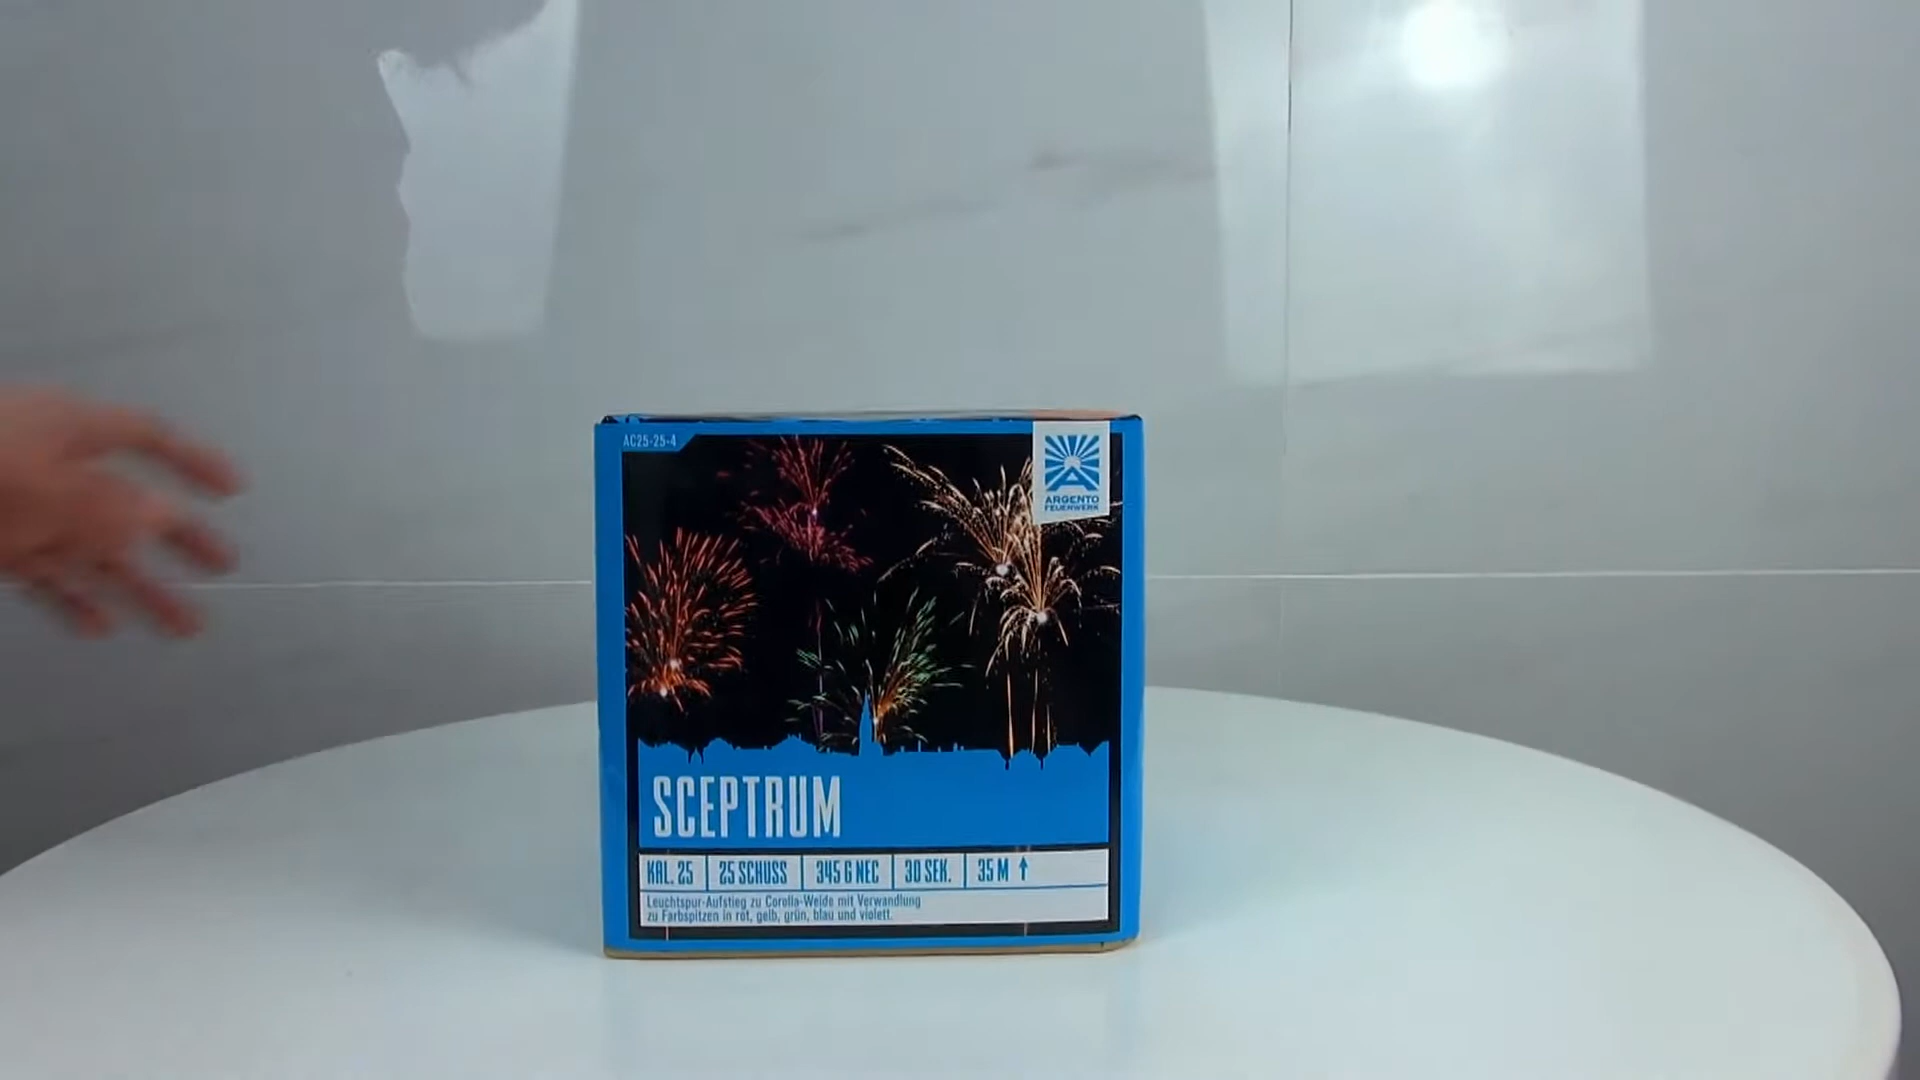 AC25-25-4
ARGENTO
FEUERWERK
SCEPTRUM
KAL. 25 25 SCHUSS 345 G NEC 30 SEK. 35 M ↑
Leuchtspur-Aufstieg zu Corolla-Weide mit Verwandlung
zu Farbspitzen in rot, gelb, grün, blau und violett.